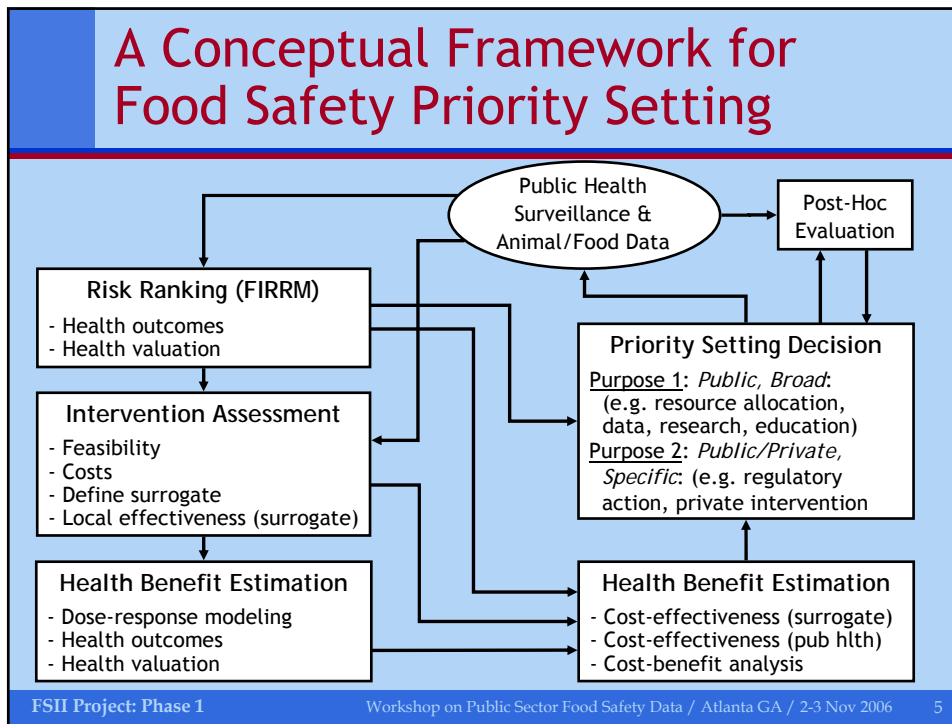 A Conceptual Framework for
Food Safety Priority Setting
Public Health
Surveillance &
Animal/Food Data
Post-Hoc
Evaluation
Risk Ranking (FIRRM)
- Health outcomes
- Health valuation
Intervention Assessment
- Feasibility
- Costs
- Define surrogate
- Local effectiveness (surrogate)
Health Benefit Estimation
- Dose-response modeling
- Health outcomes
- Health valuation
Priority Setting Decision
Purpose 1: Public, Broad:
(e.g. resource allocation,
data, research, education)
Purpose 2: Public/Private,
Specific: (e.g. regulatory
action, private intervention
Health Benefit Estimation
- Cost-effectiveness (surrogate)
- Cost-effectiveness (pub hlth)
- Cost-benefit analysis
FSII Project: Phase 1
Workshop on Public Sector Food Safety Data / Atlanta GA / 2-3 Nov 2006
5